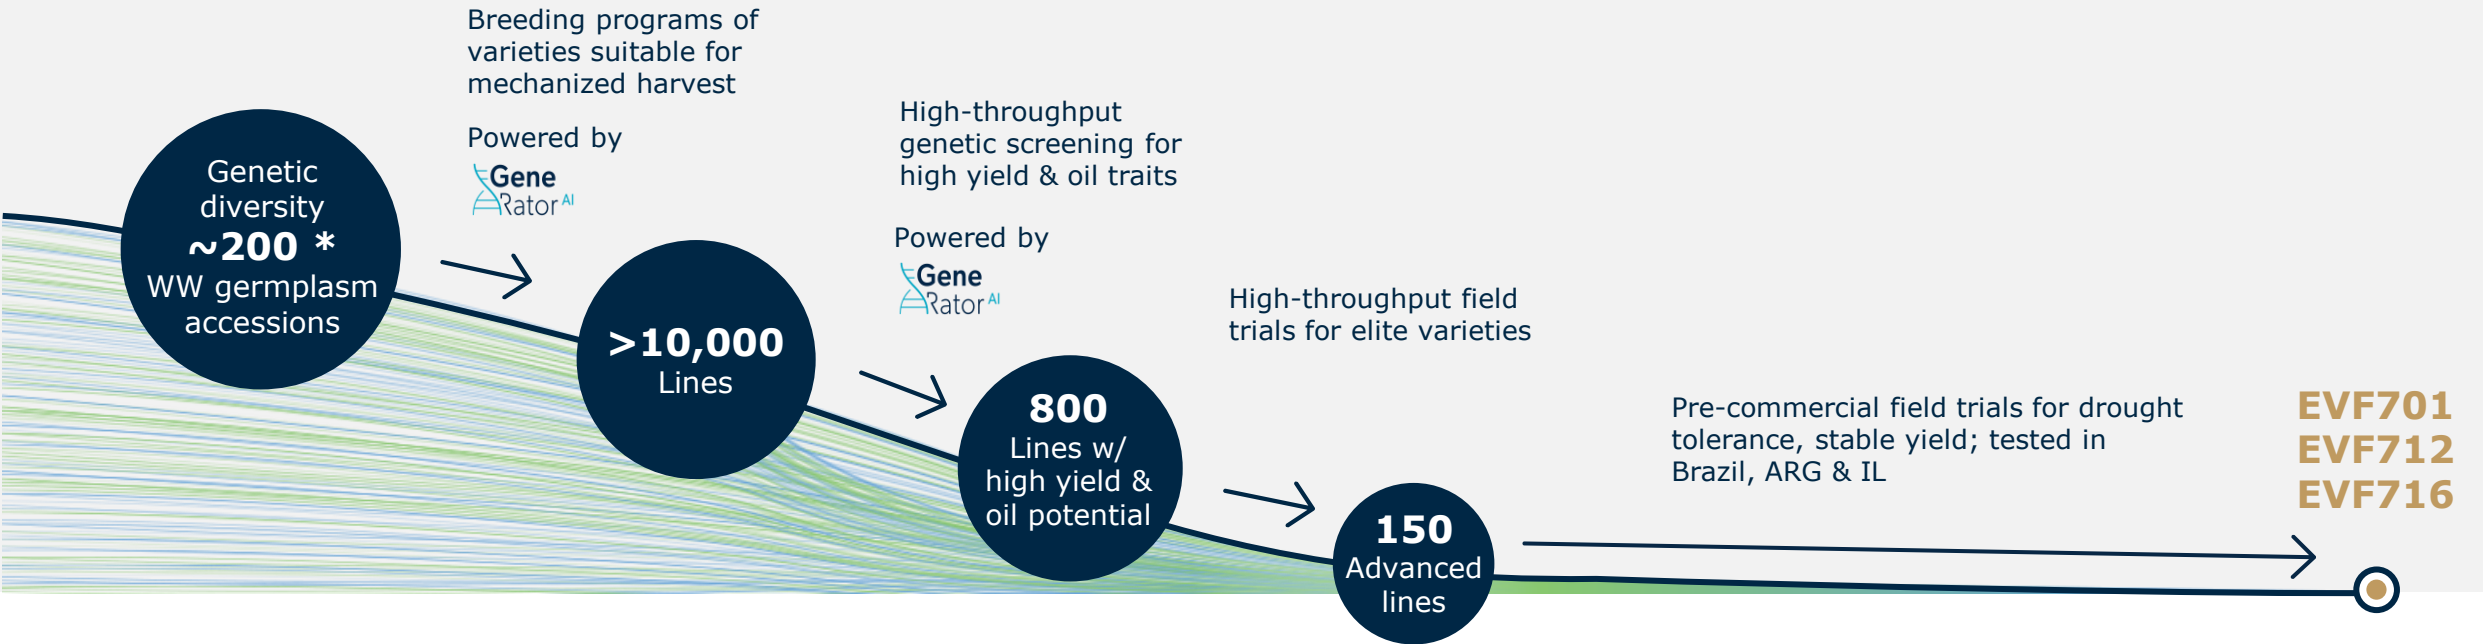 Breeding programs of
varieties suitable for
mechanized harvest
Powered by
Gene
Rator AI
Genetic
diversity
~200 *
WW germplasm
accessions
High-throughput
genetic screening for
high yield & oil traits
Powered by
Gene
Rator AI
>10,000
Lines
High-throughput field
trials for elite varieties
800
Lines w/
high yield &
oil potential
Pre-commercial field trials for drought
tolerance, stable yield; tested in
Brazil, ARG & IL
150
Advanced
lines
EVF701
EVF712
EVF716